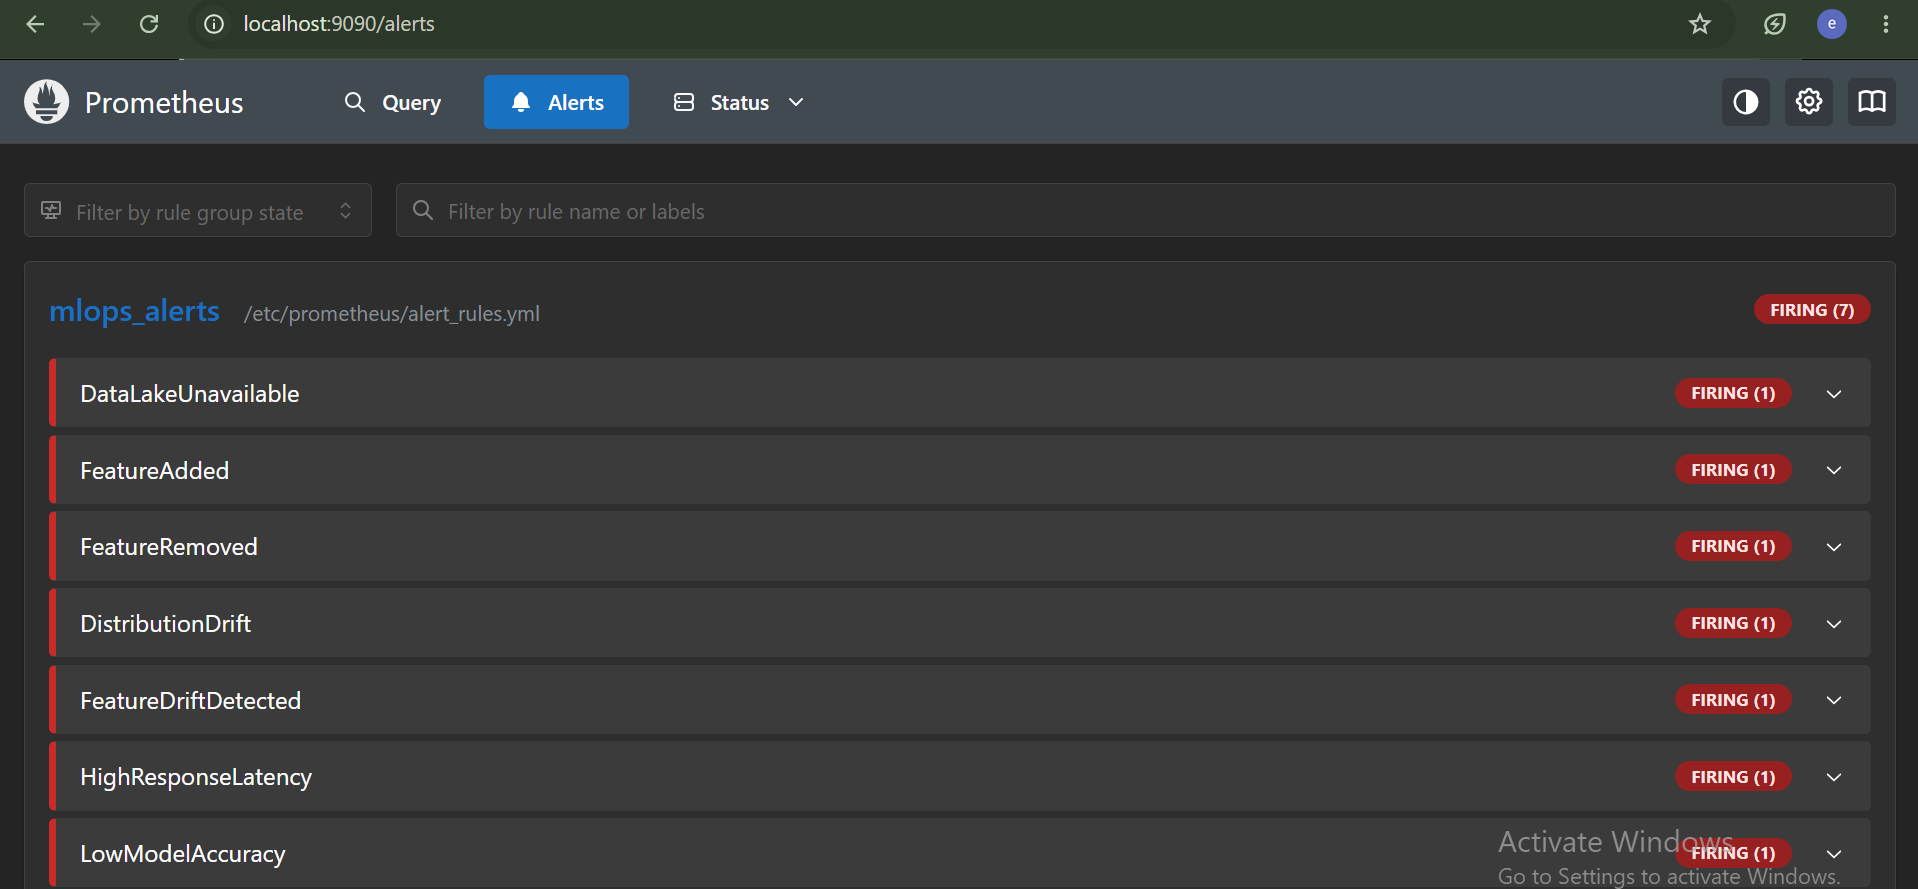 localhost:9090/alerts
e
Prometheus
Query
Alerts
Status
Filter by rule group state
Filter by rule name or labels
mlops_alerts /etc/prometheus/alert_rules.yml FIRING (7)
DataLakeUnavailable FIRING (1)
FeatureAdded FIRING (1)
FeatureRemoved FIRING (1)
DistributionDrift FIRING (1)
FeatureDriftDetected FIRING (1)
HighResponseLatency FIRING (1)
LowModelAccuracy FIRING (1)
Activate Windows
Go to Settings to activate Windows.